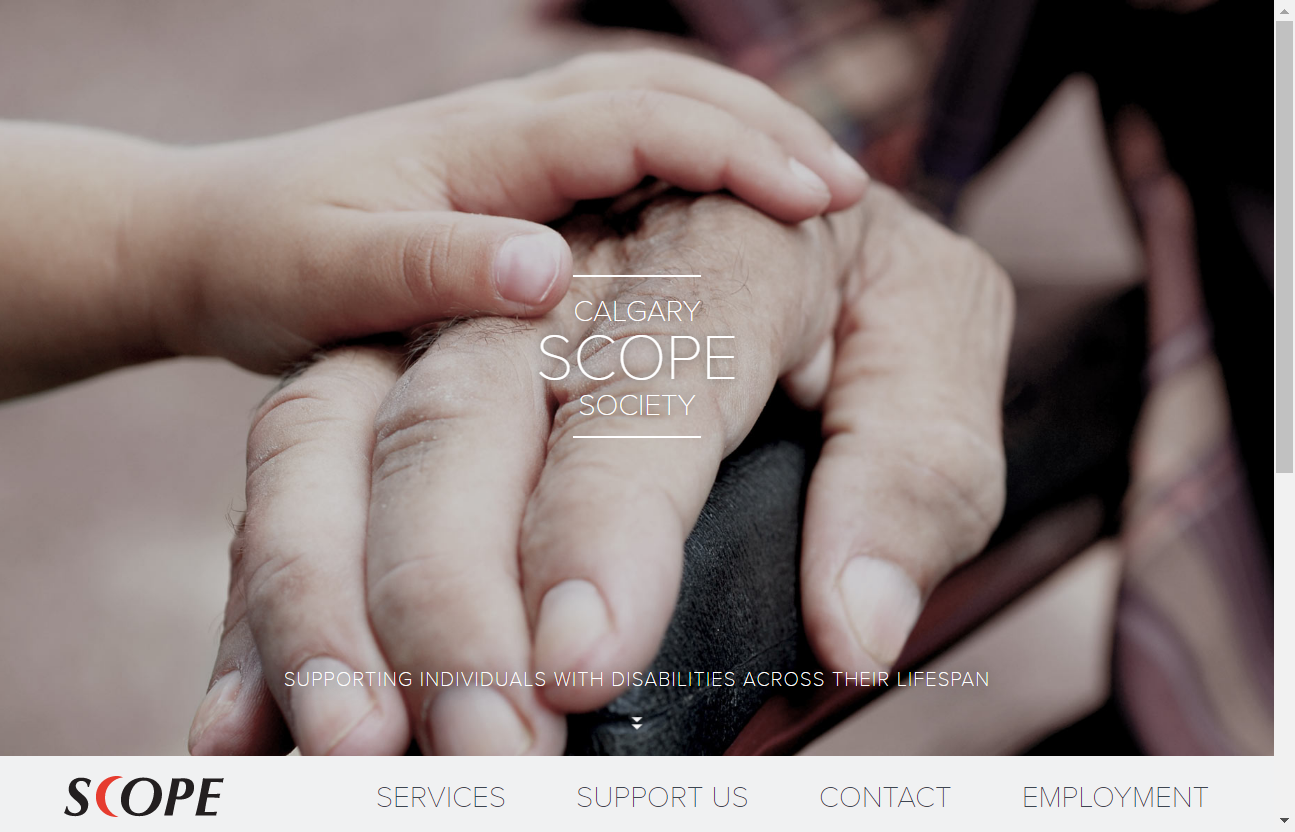 CALGARY
SCOPE
SOCIETY
SUPPORTING INDIVIDUALS WITH DISABILITIES ACROSS THEIR LIFESPAN
SCOPE SERVICES SUPPORT US CONTACT EMPLOYMENT